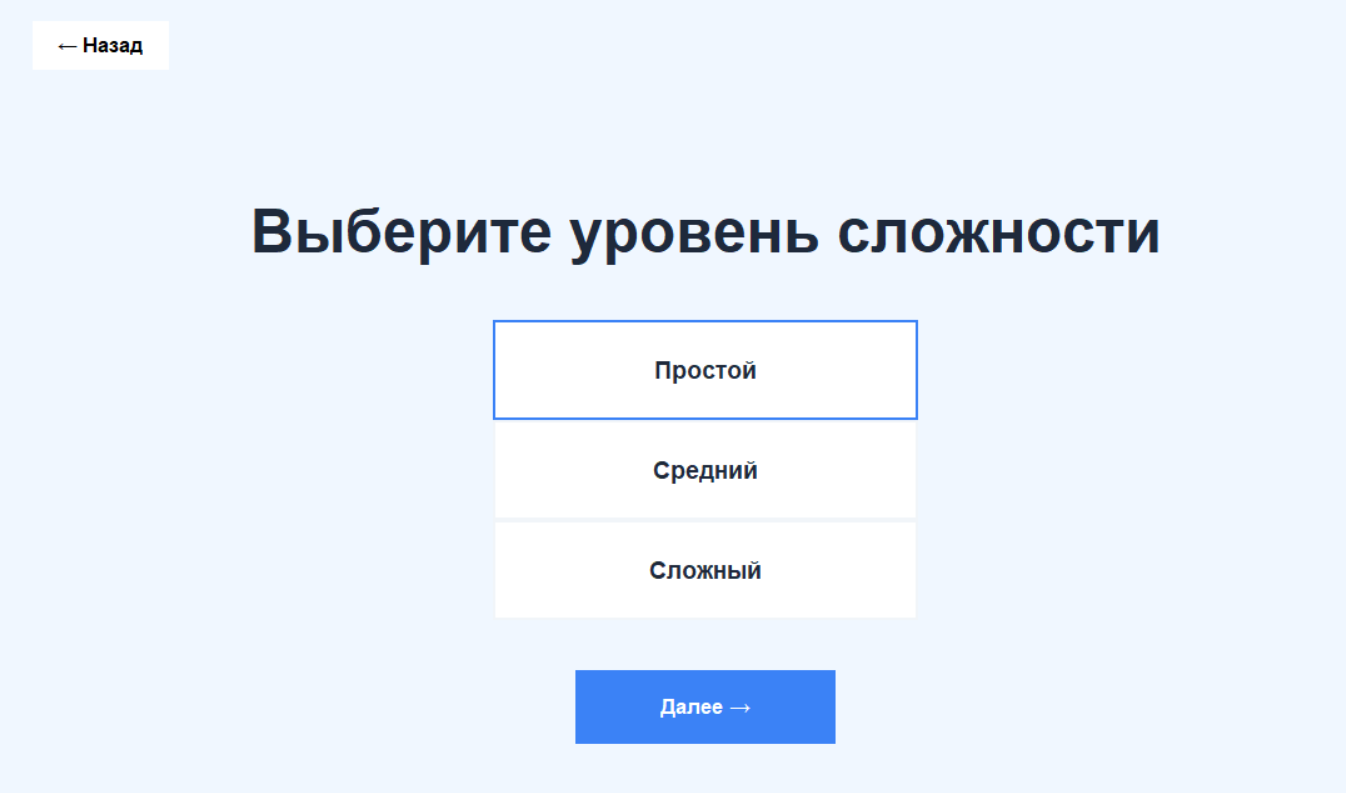 ← Назад
Выберите уровень сложности
Простой
Средний
Сложный
Далее →